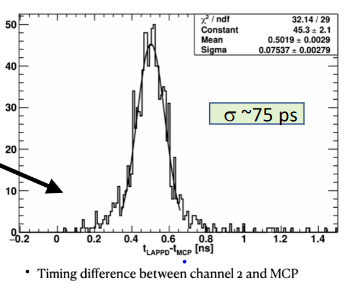 χ² / ndf 32.14 / 29
Constant 45.3 ± 2.1
Mean 0.5019 ± 0.0029
Sigma 0.07537 ± 0.00279
σ ~75 ps
50
40
30
20
10
0
-0.2 0 0.2 0.4 0.6 0.8 1 1.2 1.4
t_LAPPD-t_MCP [ns]
• Timing difference between channel 2 and MCP